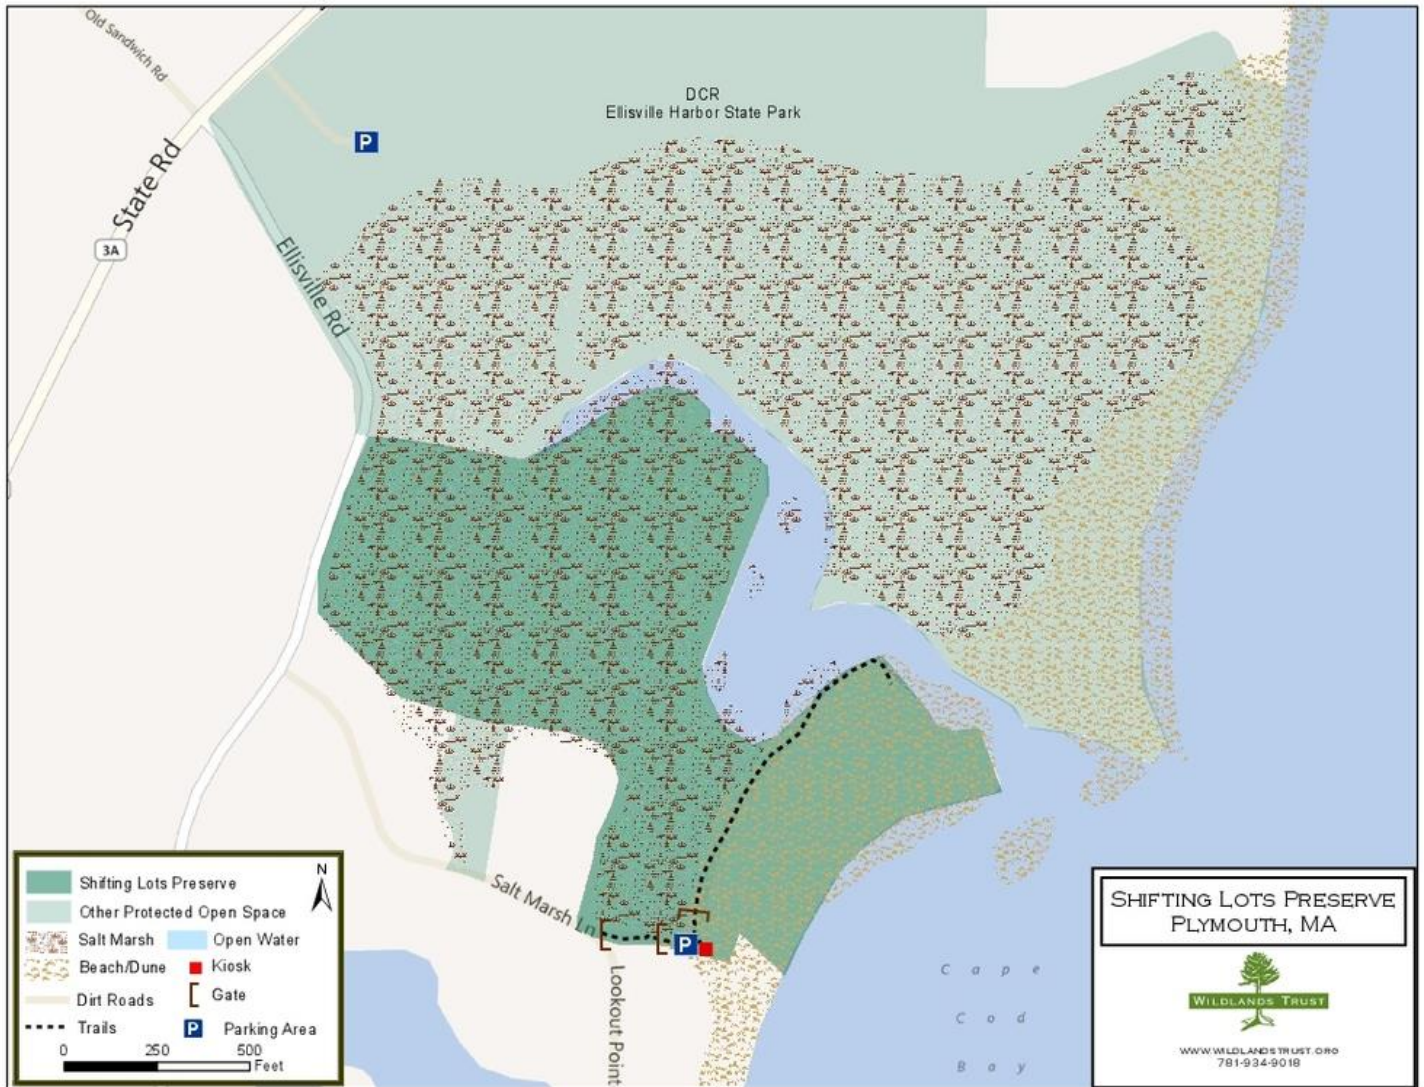 Old Sandwich Rd
DCR
Ellisville Harbor State Park
P
State Rd
3A
Ellisville Rd
Salt Marsh Ln
P
Lookout Point
Cape
Cod
Bay
N
Shifting Lots Preserve
Other Protected Open Space
Salt Marsh
Open Water
Beach/Dune
Kiosk
Dirt Roads
Gate
Trails
P
Parking Area
0 250 500
Feet
SHIFTING LOTS PRESERVE
PLYMOUTH, MA
WILDLANDS TRUST
WWW.WILDLANDSTRUST.ORG
781-934-9018